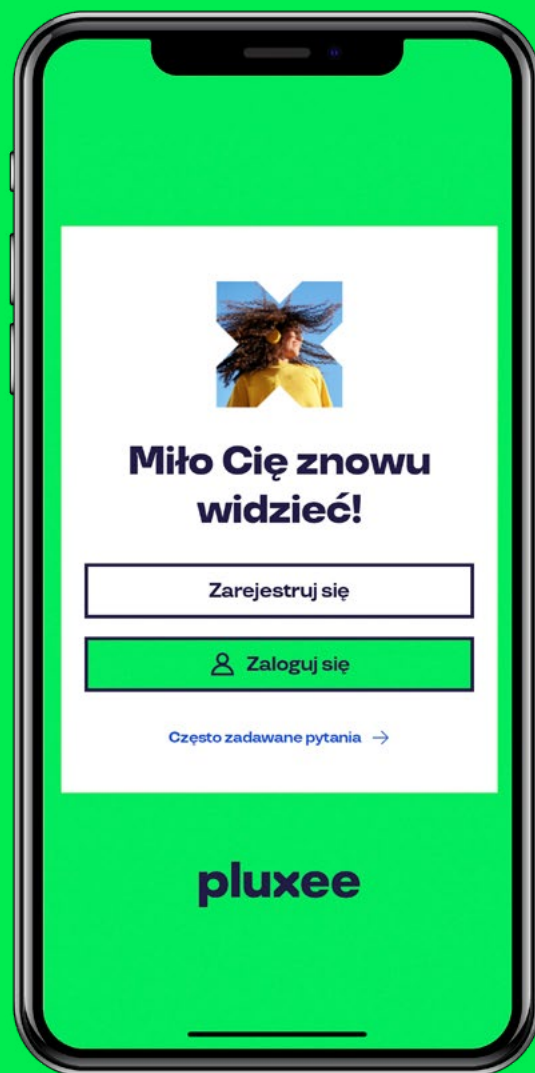 Miło Cię znowu
widzieć!
Zarejestruj się
Zaloguj się
Często zadawane pytania →
pluxee